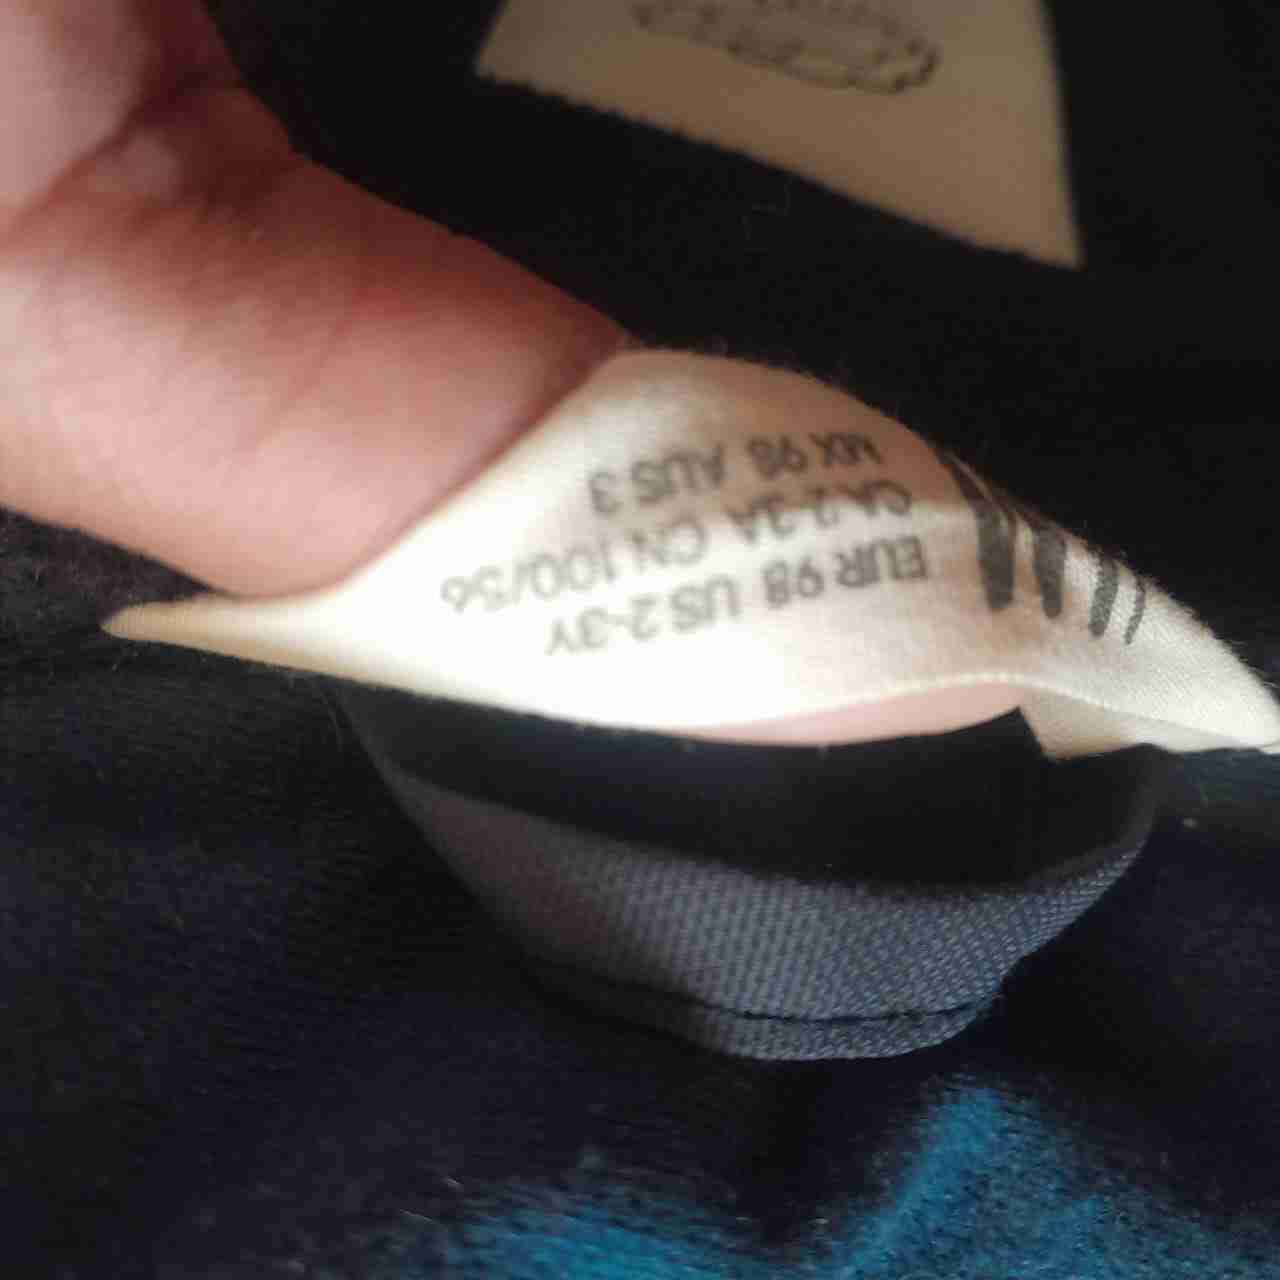 EUR 98 US 2-3Y
CA 2-3A CN 100/56
MX 98 AUS 3